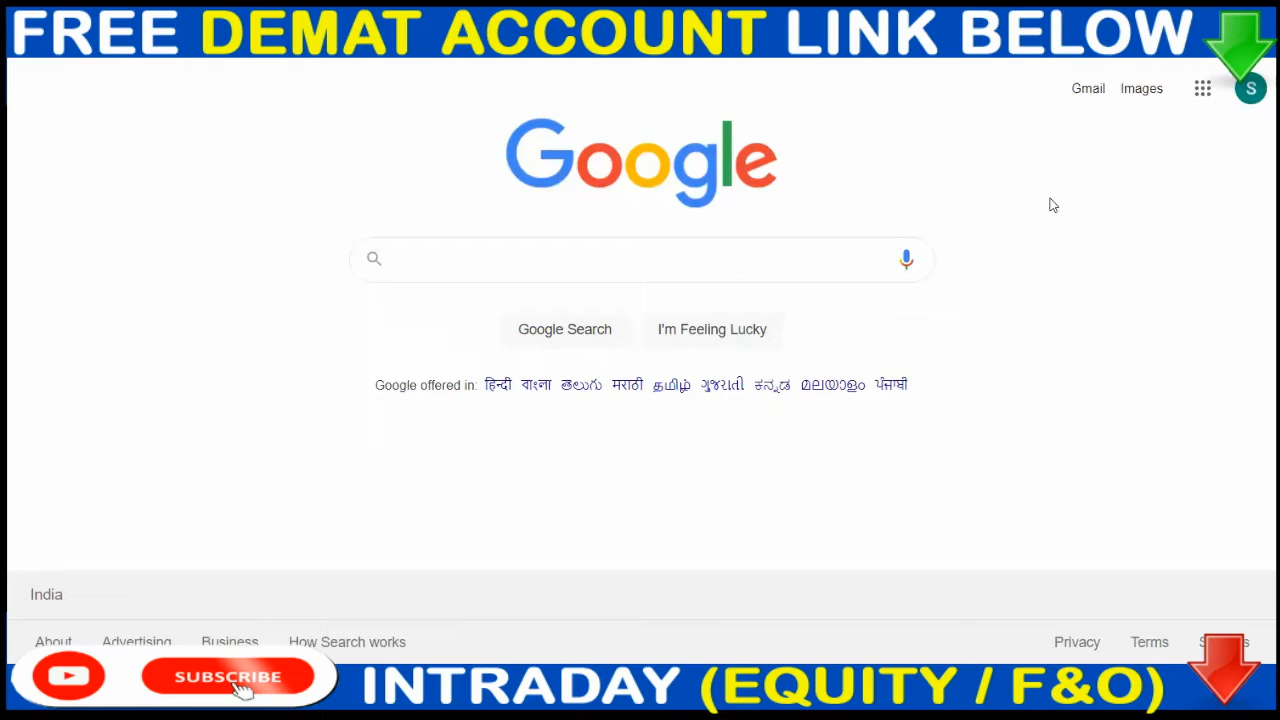 FREE DEMAT ACCOUNT LINK BELOW
Gmail Images S
Google
Google Search I'm Feeling Lucky
Google offered in: हिन्दी বাংলা తెలుగు मराठी தமிழ் ગુજરાતી ಕನ್ನಡ മലയാളം ਪੰਜਾਬੀ
India
About Advertising Business How Search works Privacy Terms
SUBSCRIBE INTRADAY (EQUITY / F&O)